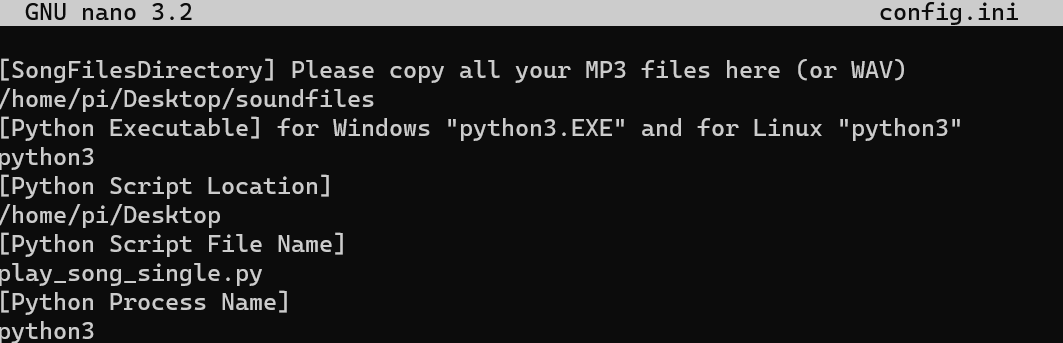 GNU nano 3.2 config.ini
[SongFilesDirectory] Please copy all your MP3 files here (or WAV)
/home/pi/Desktop/soundfiles
[Python Executable] for Windows "python3.EXE" and for Linux "python3"
python3
[Python Script Location]
/home/pi/Desktop
[Python Script File Name]
play_song_single.py
[Python Process Name]
python3